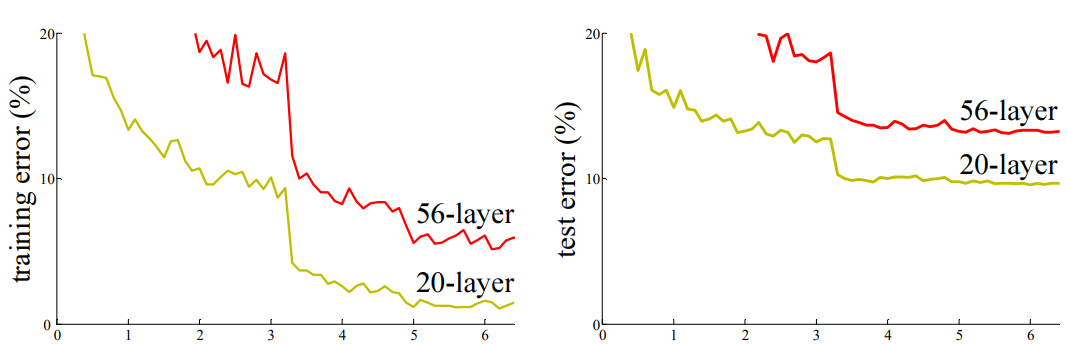 training error (%)
20
10
0
56-layer
20-layer
0 1 2 3 4 5 6
test error (%)
20
10
0
56-layer
20-layer
0 1 2 3 4 5 6